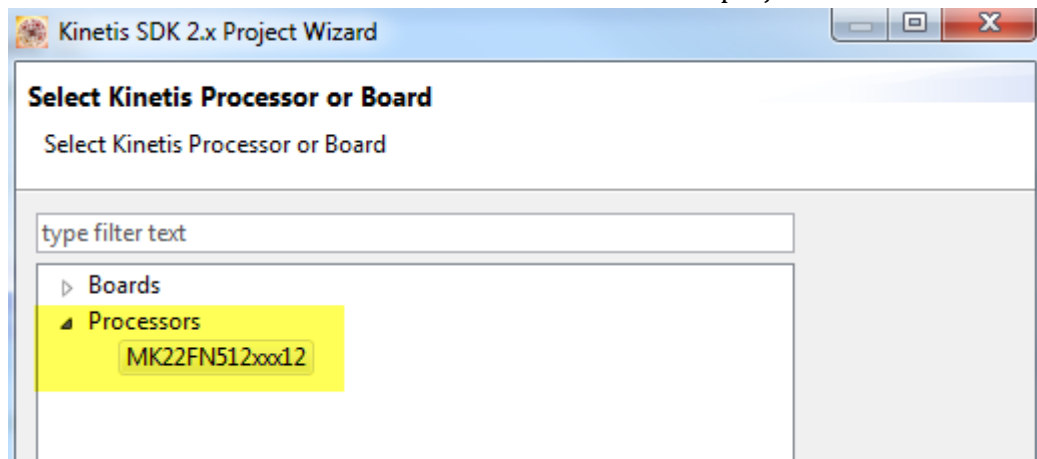 Kinetis SDK 2.x Project Wizard
Select Kinetis Processor or Board
Select Kinetis Processor or Board
type filter text
Boards
Processors
MK22FN512xxx12